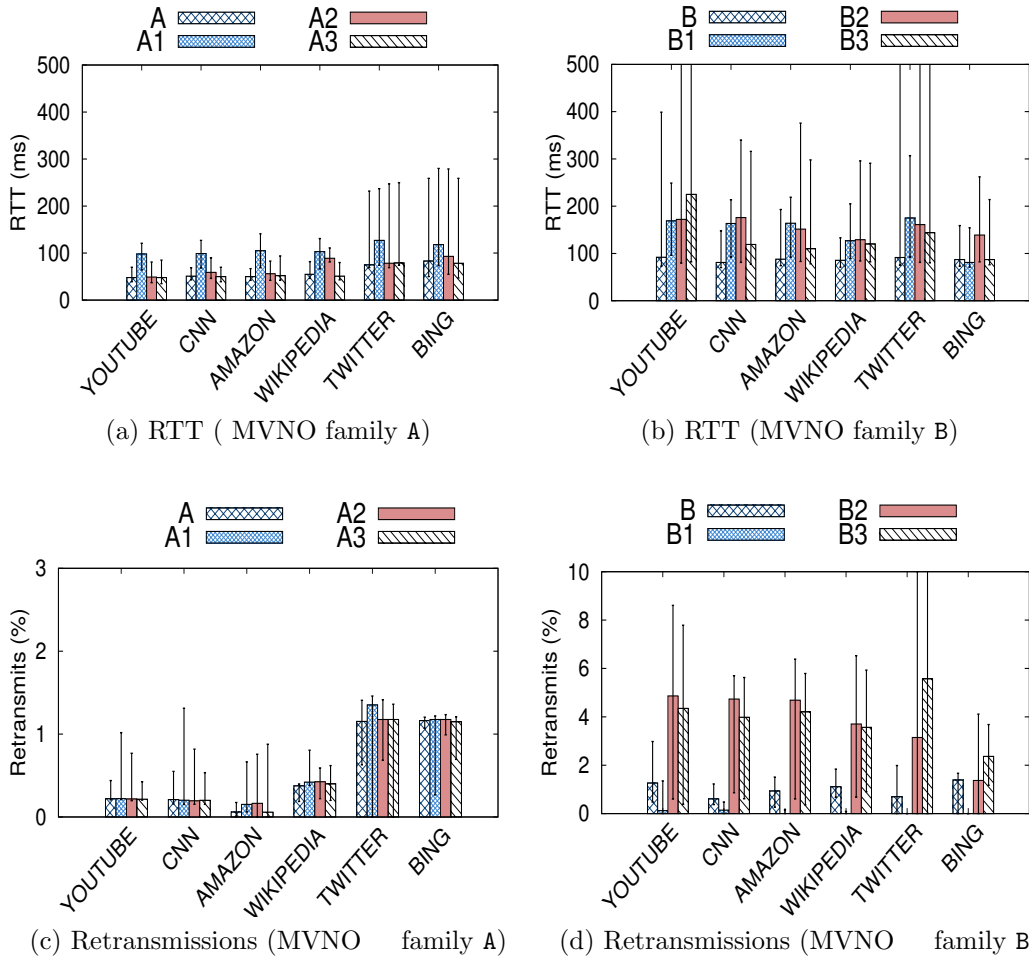 A A2
A1 A3
500
400
300
200
100
0
RTT (ms)
YOUTUBE CNN AMAZON WIKIPEDIA TWITTER BING
(a) RTT ( MVNO family A)
B B2
B1 B3
500
400
300
200
100
0
RTT (ms)
YOUTUBE CNN AMAZON WIKIPEDIA TWITTER BING
(b) RTT (MVNO family B)
A A2
A1 A3
3
2
1
0
Retransmits (%)
YOUTUBE CNN AMAZON WIKIPEDIA TWITTER BING
(c) Retransmissions (MVNO family A)
B B2
B1 B3
10
8
6
4
2
0
Retransmits (%)
YOUTUBE CNN AMAZON WIKIPEDIA TWITTER BING
(d) Retransmissions (MVNO family B